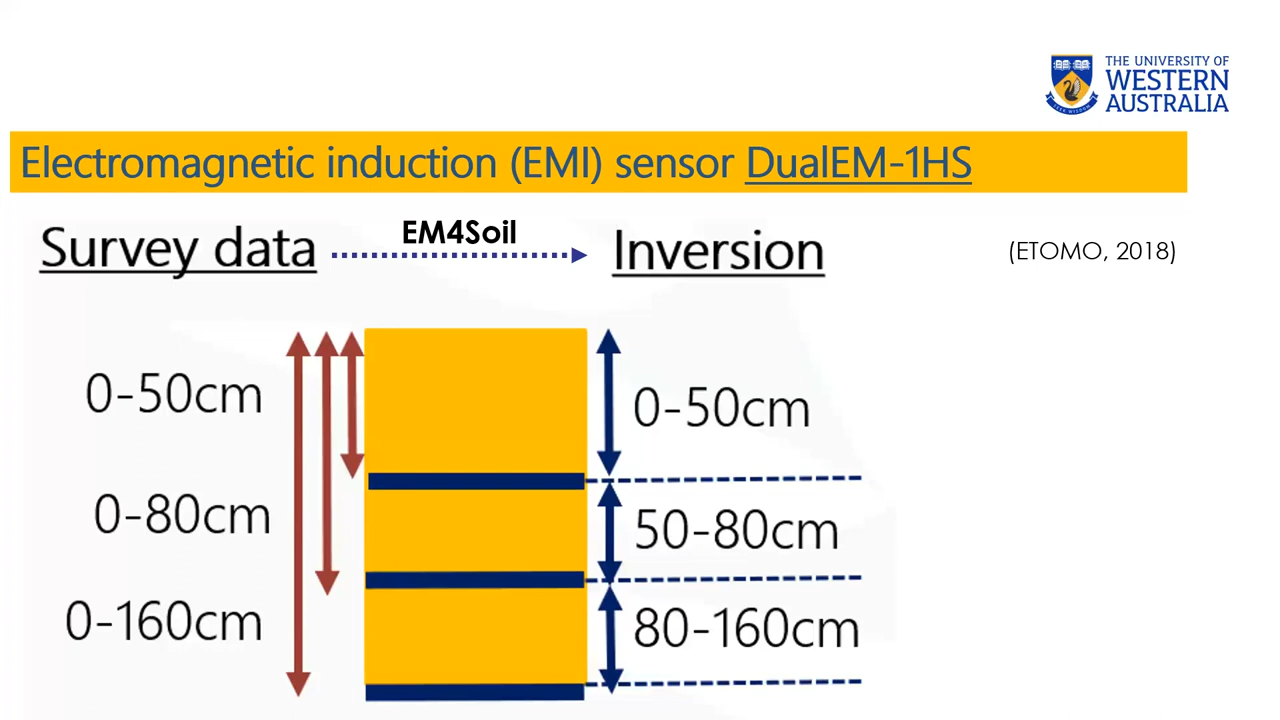 THE UNIVERSITY OF
WESTERN
AUSTRALIA
Electromagnetic induction (EMI) sensor DualEM-1HS
Survey data
EM4Soil
Inversion
(ETOMO, 2018)
0-50cm
0-80cm
0-160cm
0-50cm
50-80cm
80-160cm